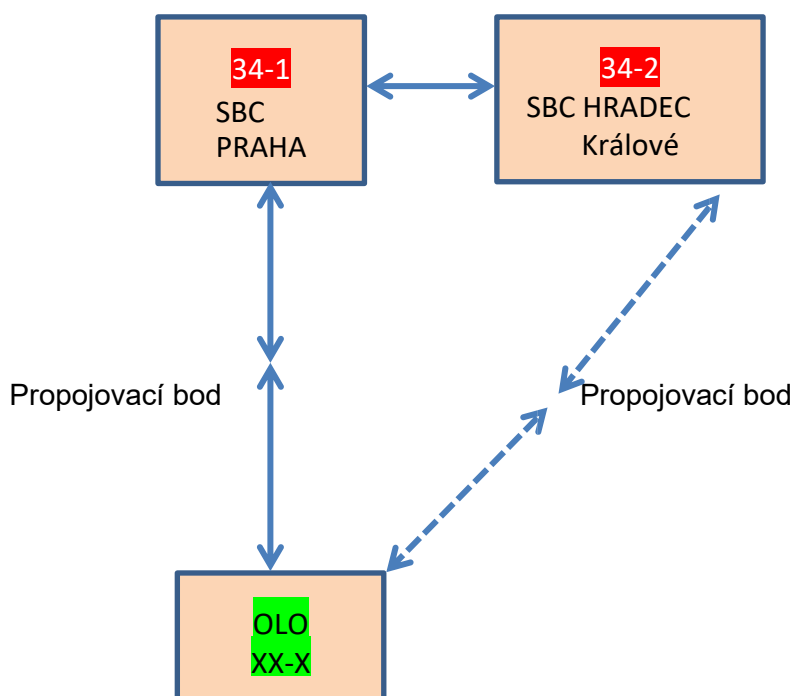 34-1
SBC
PRAHA
34-2
SBC HRADEC
Králové
Propojovací bod
Propojovací bod
OLO
XX-X